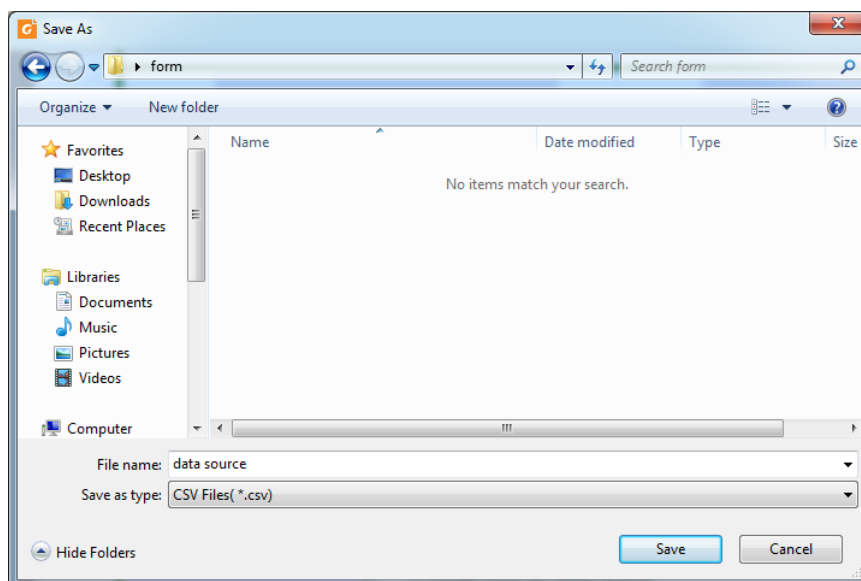 Save As
form
Search form
Organize
New folder
Name
Date modified
Type
Size
No items match your search.
Favorites
Desktop
Downloads
Recent Places
Libraries
Documents
Music
Pictures
Videos
Computer
File name: data source
Save as type: CSV Files( *.csv)
Hide Folders
Save
Cancel